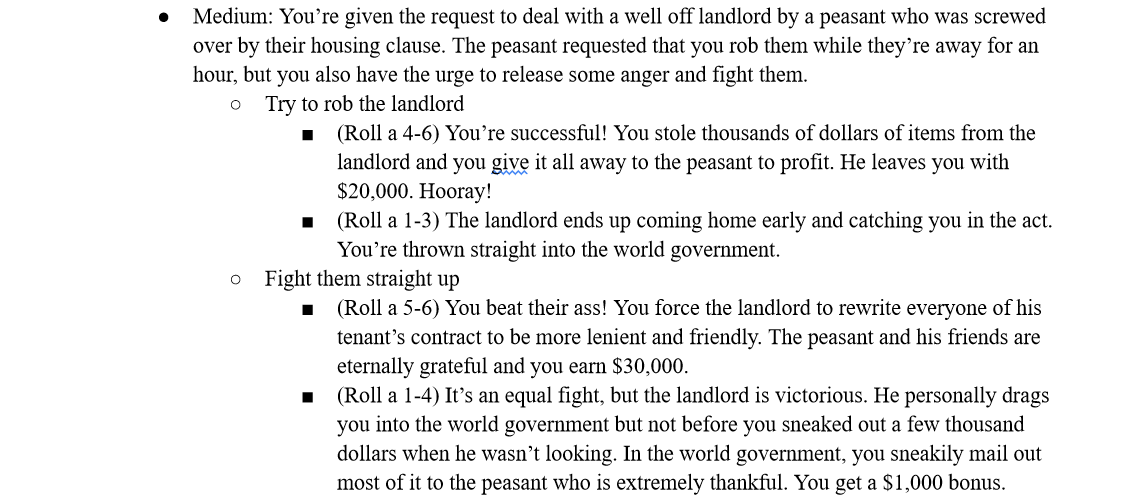 ● Medium: You’re given the request to deal with a well off landlord by a peasant who was screwed
over by their housing clause. The peasant requested that you rob them while they’re away for an
hour, but you also have the urge to release some anger and fight them.
○ Try to rob the landlord
■ (Roll a 4-6) You’re successful! You stole thousands of dollars of items from the
landlord and you give it all away to the peasant to profit. He leaves you with
$20,000. Hooray!
■ (Roll a 1-3) The landlord ends up coming home early and catching you in the act.
You’re thrown straight into the world government.
○ Fight them straight up
■ (Roll a 5-6) You beat their ass! You force the landlord to rewrite everyone of his
tenant’s contract to be more lenient and friendly. The peasant and his friends are
eternally grateful and you earn $30,000.
■ (Roll a 1-4) It’s an equal fight, but the landlord is victorious. He personally drags
you into the world government but not before you sneaked out a few thousand
dollars when he wasn’t looking. In the world government, you sneakily mail out
most of it to the peasant who is extremely thankful. You get a $1,000 bonus.